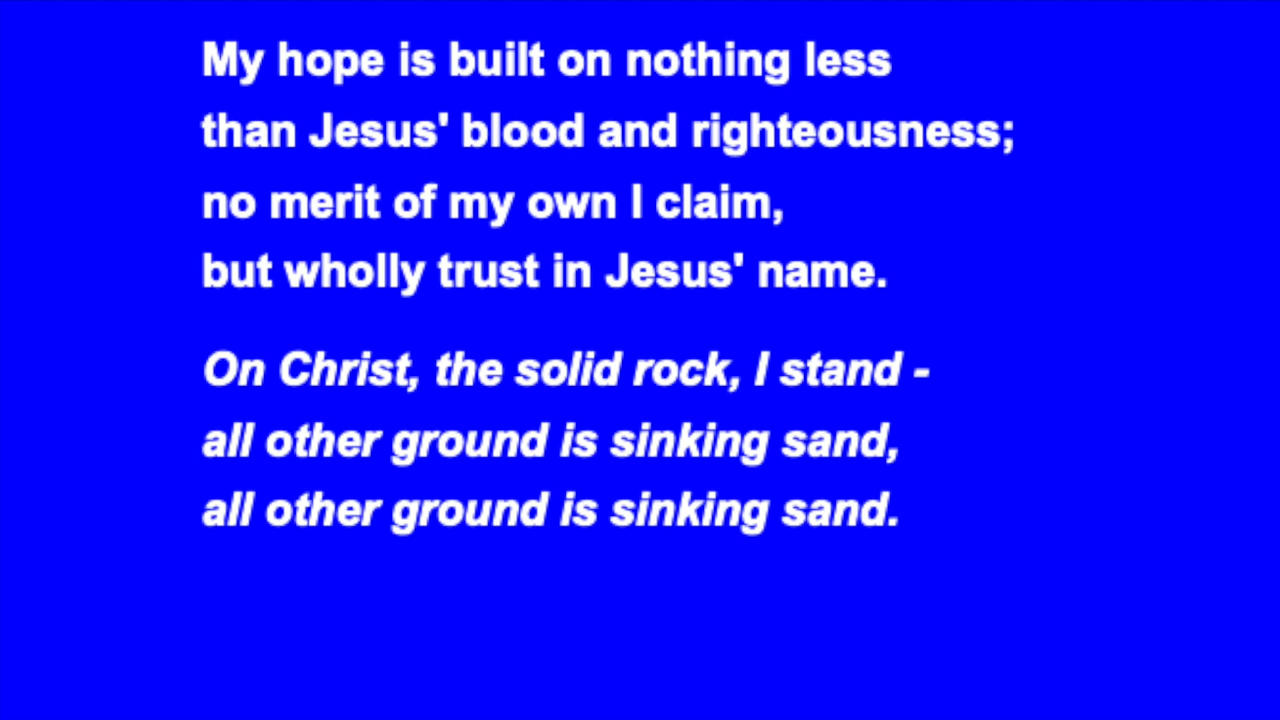 My hope is built on nothing less
than Jesus' blood and righteousness;
no merit of my own I claim,
but wholly trust in Jesus' name.
On Christ, the solid rock, I stand -
all other ground is sinking sand,
all other ground is sinking sand.